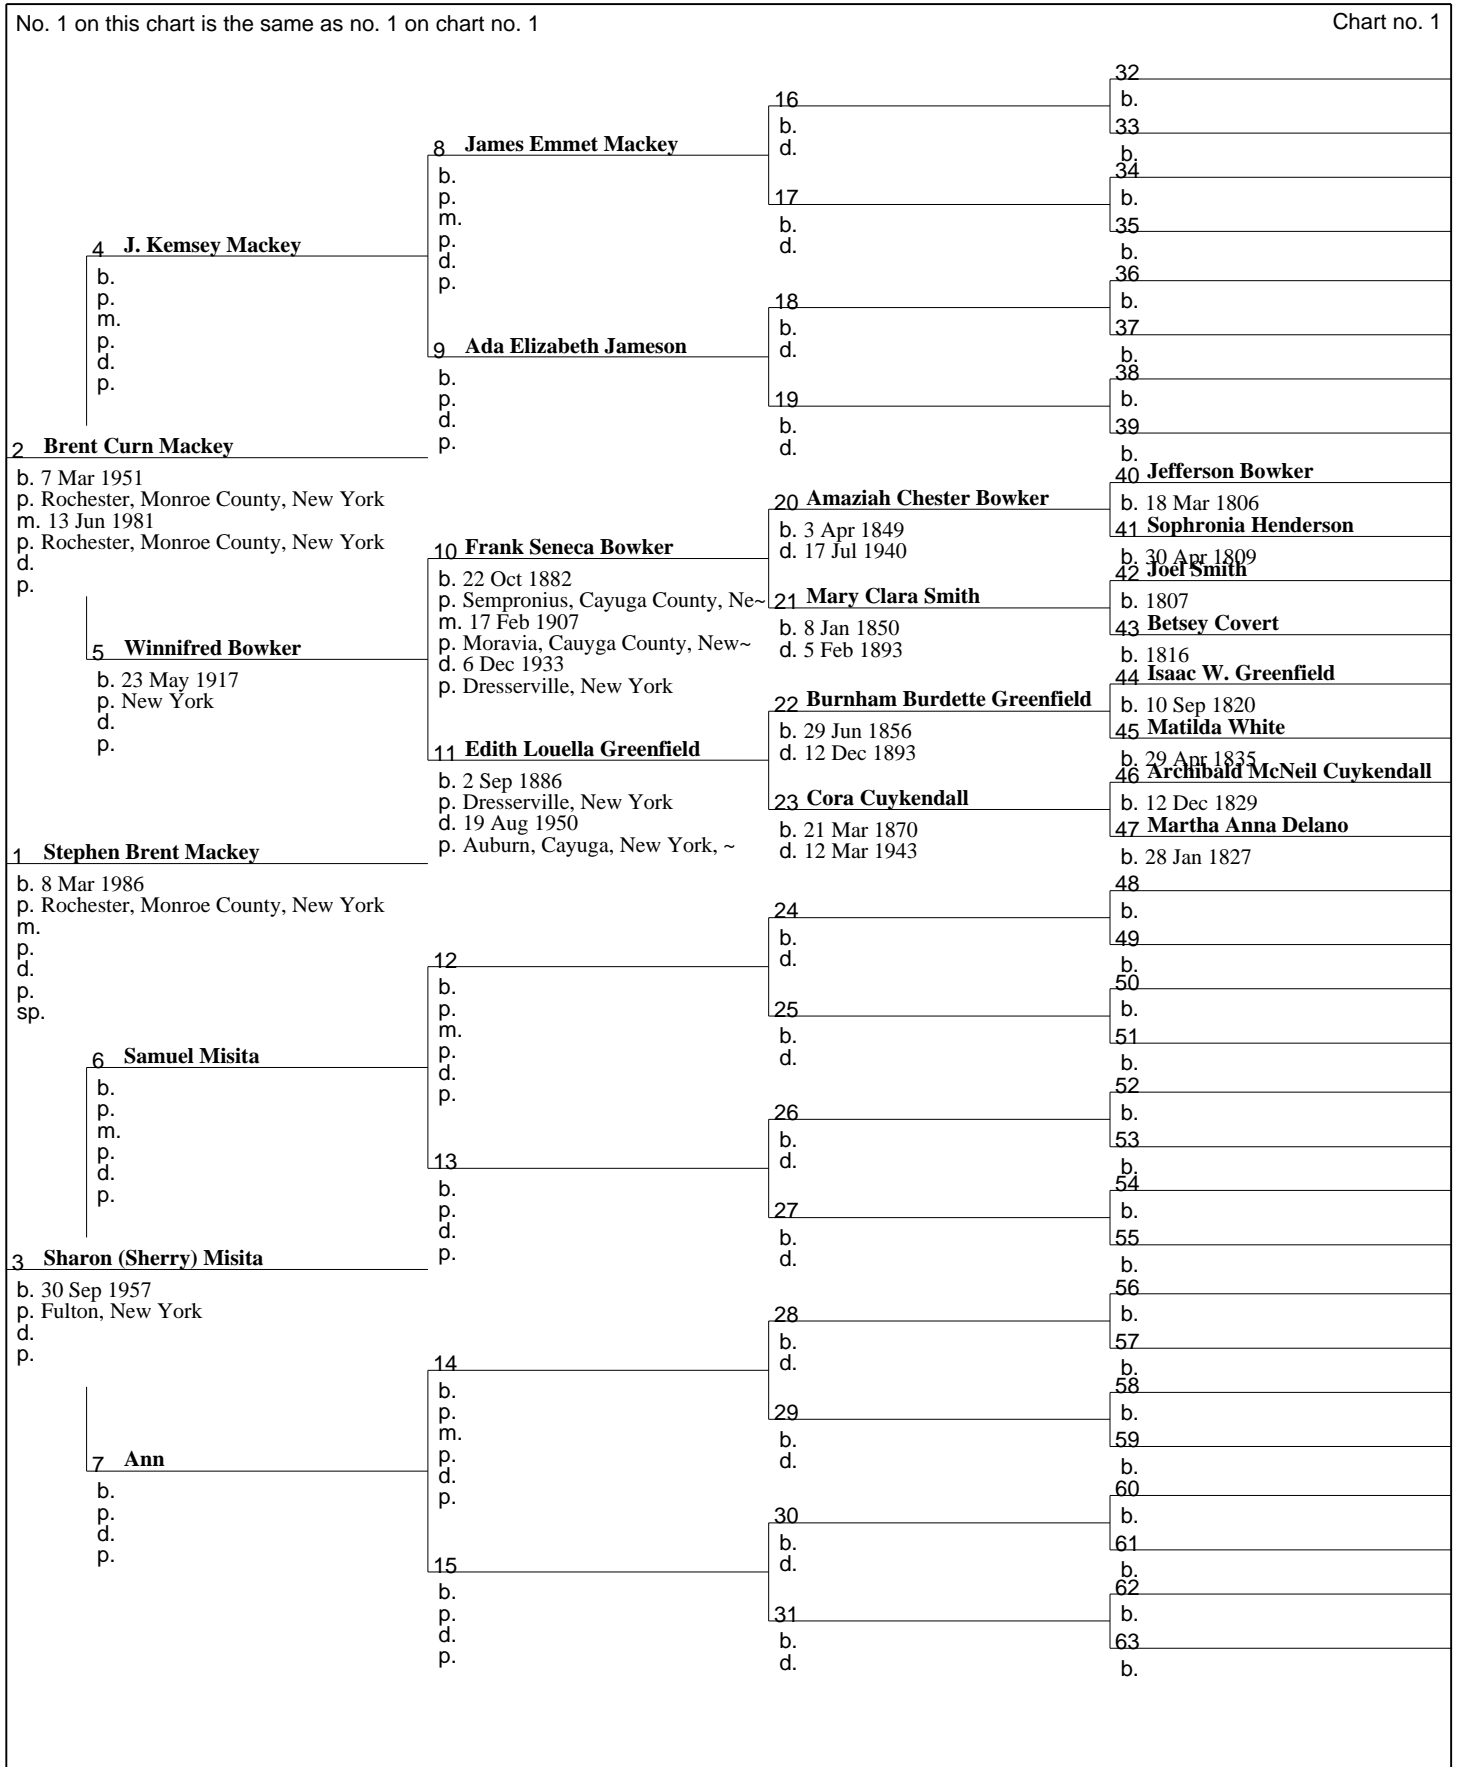 No. 1 on this chart is the same as no. 1 on chart no. 1
Chart no. 1
1 Stephen Brent Mackey
b. 8 Mar 1986
p. Rochester, Monroe County, New York
m.
p.
d.
p.
sp.
2 Brent Curn Mackey
b. 7 Mar 1951
p. Rochester, Monroe County, New York
m. 13 Jun 1981
p. Rochester, Monroe County, New York
d.
p.
3 Sharon (Sherry) Misita
b. 30 Sep 1957
p. Fulton, New York
d.
p.
4 J. Kemsey Mackey
b.
p.
m.
p.
d.
p.
5 Winnifred Bowker
b. 23 May 1917
p. New York
d.
p.
6 Samuel Misita
b.
p.
m.
p.
d.
p.
7 Ann
b.
p.
d.
p.
8 James Emmet Mackey
b.
p.
m.
p.
d.
p.
9 Ada Elizabeth Jameson
b.
p.
d.
p.
10 Frank Seneca Bowker
b. 22 Oct 1882
p. Sempronius, Cayuga County, Ne~
m. 17 Feb 1907
p. Moravia, Cauyga County, New~
d. 6 Dec 1933
p. Dresserville, New York
11 Edith Louella Greenfield
b. 2 Sep 1886
p. Dresserville, New York
d. 19 Aug 1950
p. Auburn, Cayuga, New York, ~
12
b.
p.
m.
p.
d.
p.
13
b.
p.
d.
p.
14
b.
p.
m.
p.
d.
p.
15
b.
p.
d.
p.
16
b.
d.
17
b.
d.
18
b.
d.
19
b.
d.
20 Amaziah Chester Bowker
b. 3 Apr 1849
d. 17 Jul 1940
21 Mary Clara Smith
b. 8 Jan 1850
d. 5 Feb 1893
22 Burnham Burdette Greenfield
b. 29 Jun 1856
d. 12 Dec 1893
23 Cora Cuykendall
b. 21 Mar 1870
d. 12 Mar 1943
24
b.
d.
25
b.
d.
26
b.
d.
27
b.
d.
28
b.
d.
29
b.
d.
30
b.
d.
31
b.
d.
32
b.
33
b.
34
b.
35
b.
36
b.
37
b.
38
b.
39
b.
40 Jefferson Bowker
b. 18 Mar 1806
41 Sophronia Henderson
b. 30 Apr 1809
42 Joel Smith
b. 1807
43 Betsey Covert
b. 1816
44 Isaac W. Greenfield
b. 10 Sep 1820
45 Matilda White
b. 29 Apr 1835
46 Archibald McNeil Cuykendall
b. 12 Dec 1829
47 Martha Anna Delano
b. 28 Jan 1827
48
b.
49
b.
50
b.
51
b.
52
b.
53
b.
54
b.
55
b.
56
b.
57
b.
58
b.
59
b.
60
b.
61
b.
62
b.
63
b.